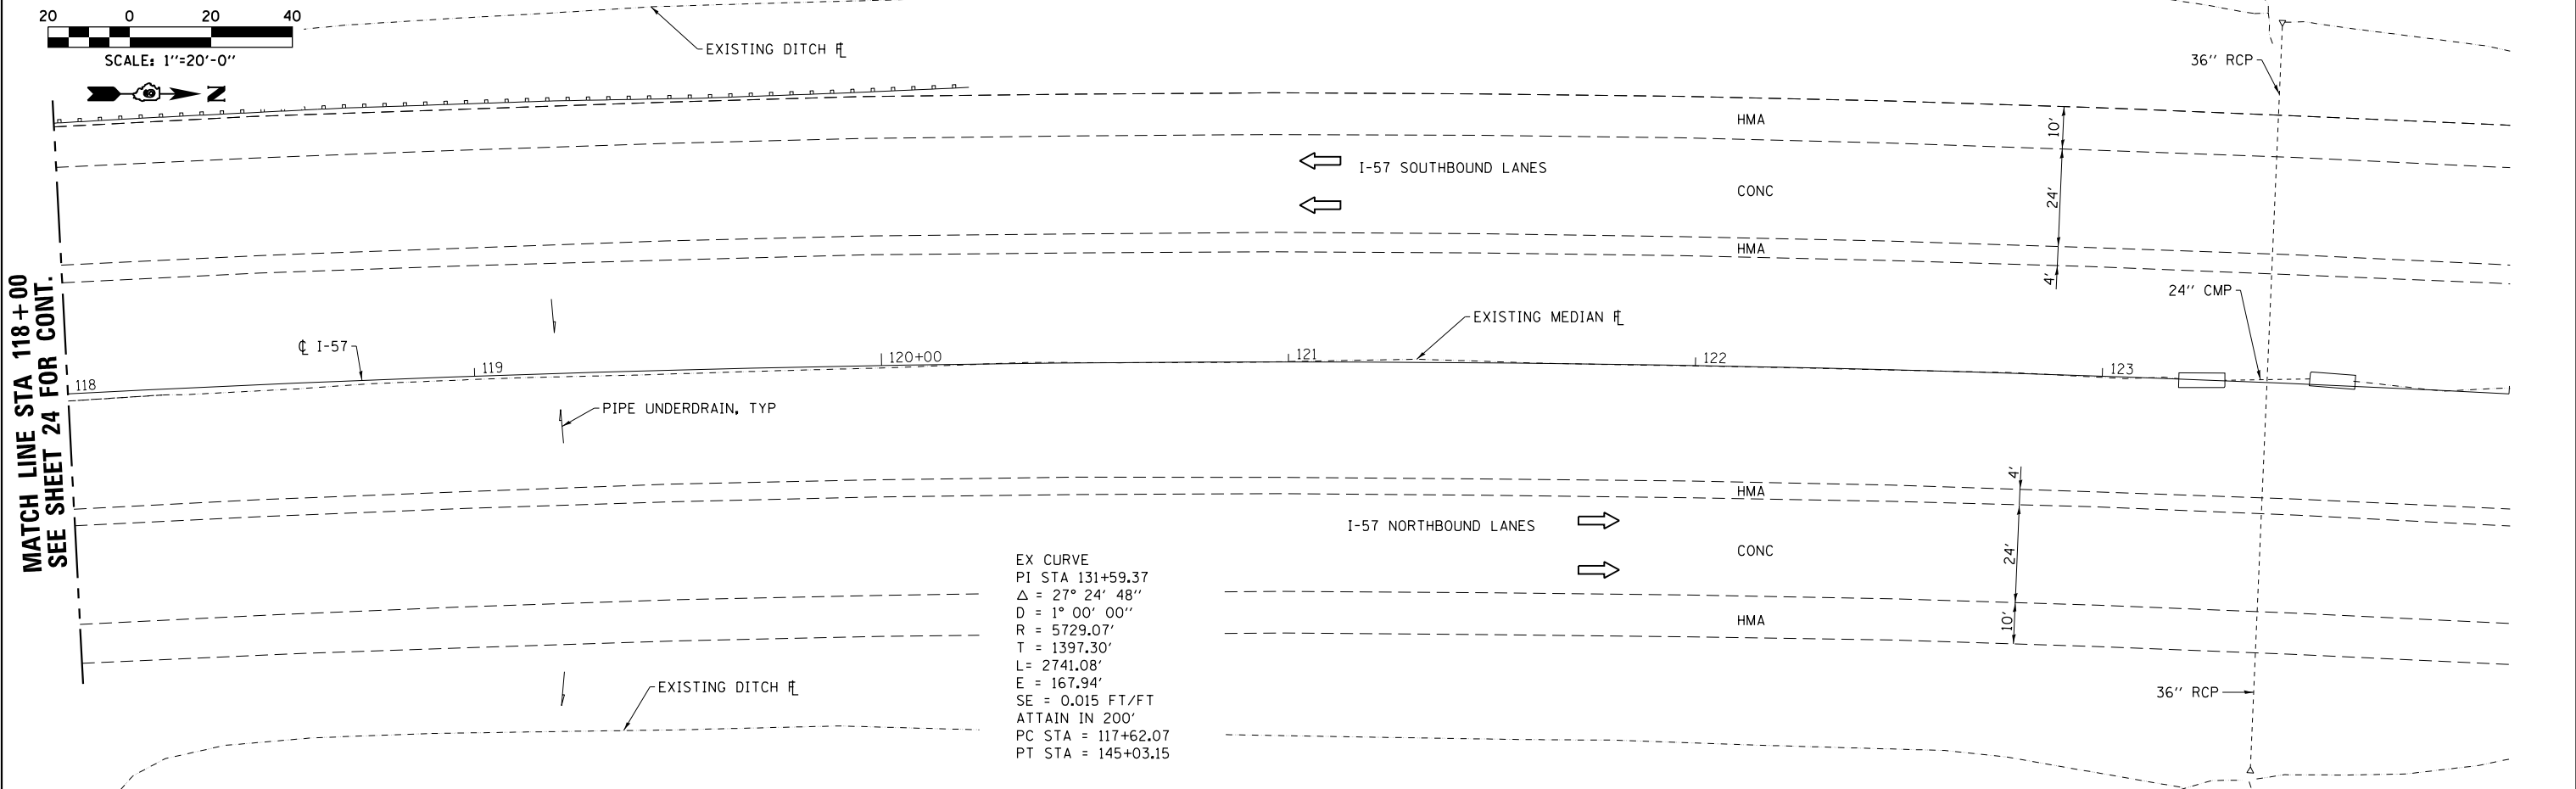 20 0 20 40
SCALE: 1"=20'-0"
N
EXISTING DITCH FL
36" RCP
HMA
10'
I-57 SOUTHBOUND LANES
CONC
24'
HMA
4'
MATCH LINE STA 118+00
SEE SHEET 24 FOR CONT.
24" CMP
EXISTING MEDIAN FL
℄ I-57
118
119
120+00
121
122
123
PIPE UNDERDRAIN, TYP
4'
HMA
I-57 NORTHBOUND LANES
CONC
24'
HMA
10'
EX CURVE
PI STA 131+59.37
Δ = 27° 24' 48"
D = 1° 00' 00"
R = 5729.07'
T = 1397.30'
L= 2741.08'
E = 167.94'
SE = 0.015 FT/FT
ATTAIN IN 200'
PC STA = 117+62.07
PT STA = 145+03.15
EXISTING DITCH FL
36" RCP